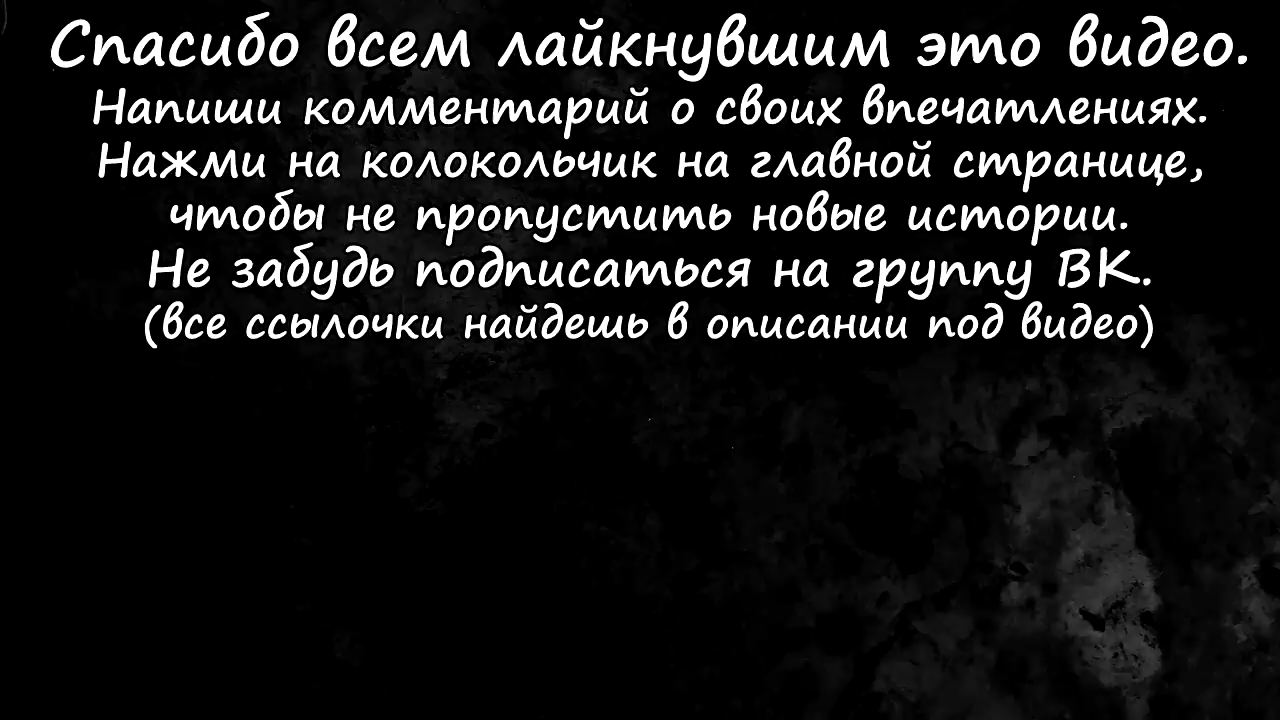 Спасибо всем лайкнувшим это видео.
Напиши комментарий о своих впечатлениях.
Нажми на колокольчик на главной странице,
чтобы не пропустить новые истории.
Не забудь подписаться на группу ВК.
(все ссылочки найдешь в описании под видео)